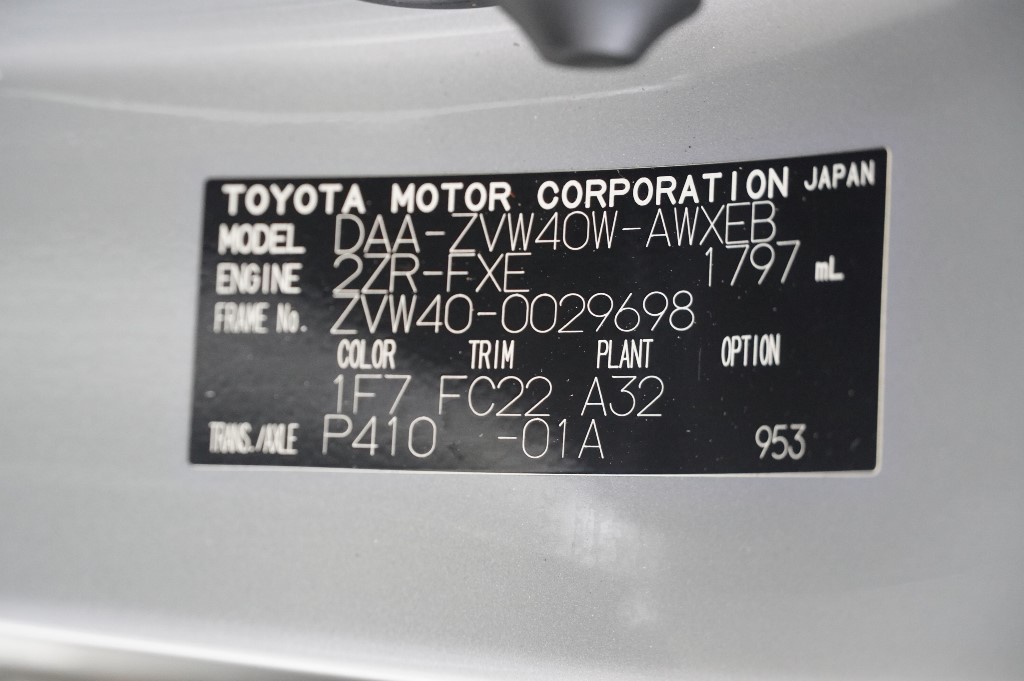 TOYOTA MOTOR CORPORATION JAPAN
MODEL DAA-ZVW40W-AWXEB
ENGINE 2ZR-FXE 1797 mL
FRAME No. ZVW40-0029698
COLOR TRIM PLANT OPTION
1F7 FC22 A32
TRANS./AXLE P410 -01A 953